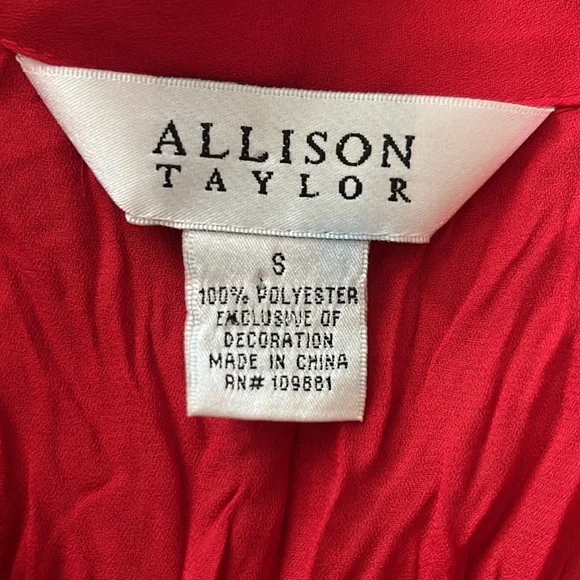 ALLISON
TAYLOR
S
100% POLYESTER
EXCLUSIVE OF
DECORATION
MADE IN CHINA
RN# 109881